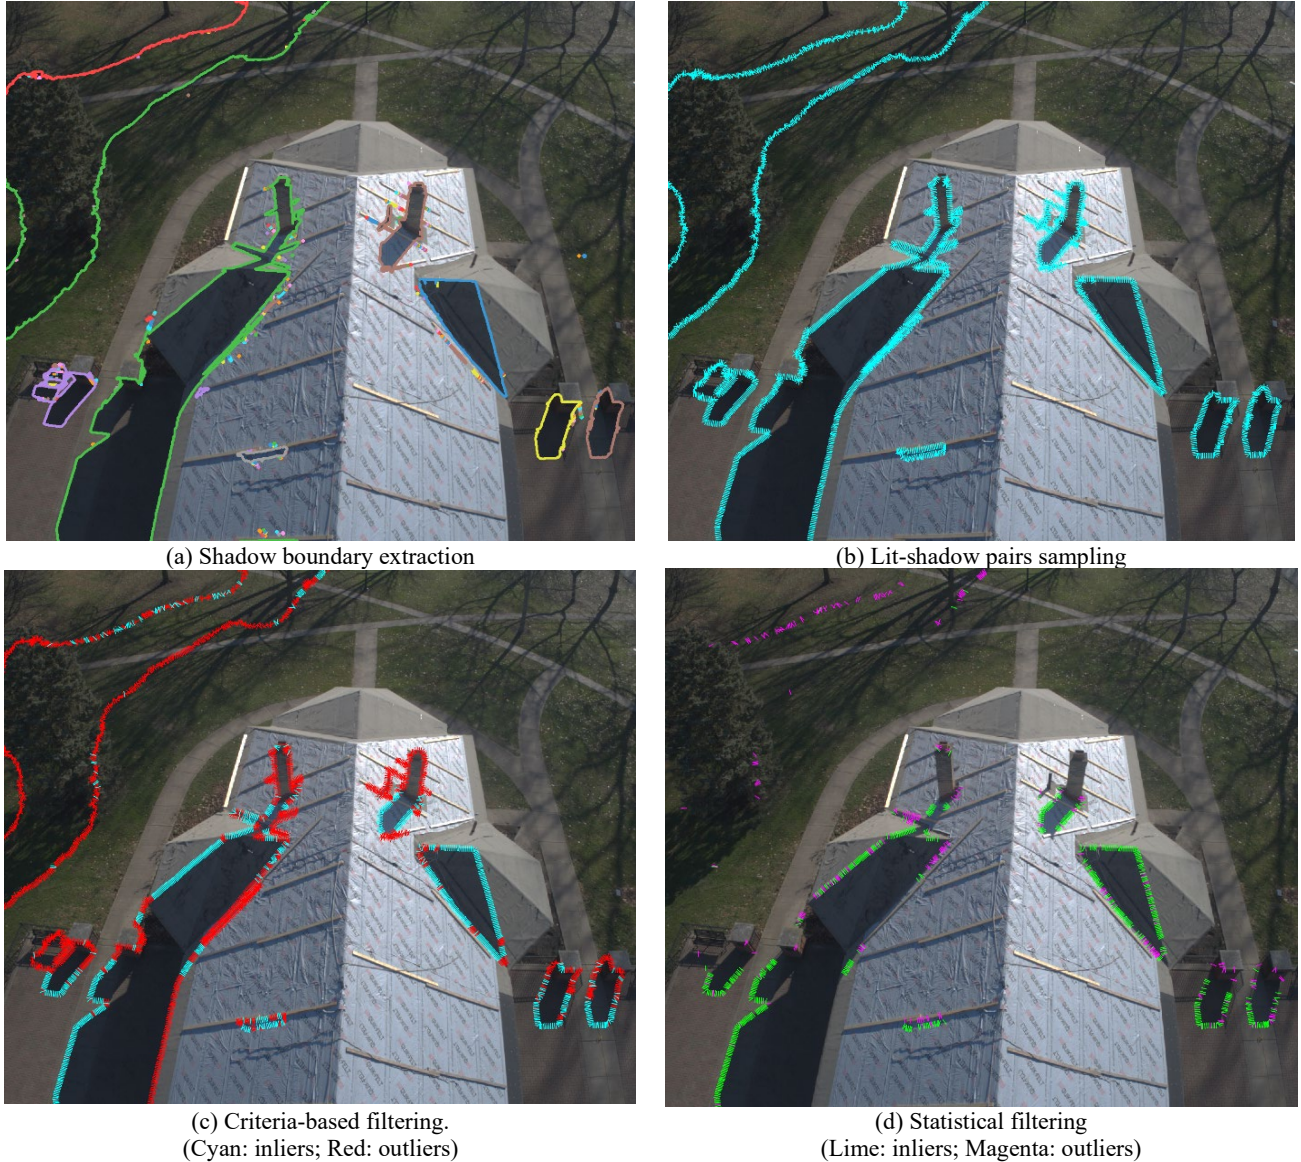 (a) Shadow boundary extraction
(b) Lit-shadow pairs sampling
(c) Criteria-based filtering.
(Cyan: inliers; Red: outliers)
(d) Statistical filtering
(Lime: inliers; Magenta: outliers)